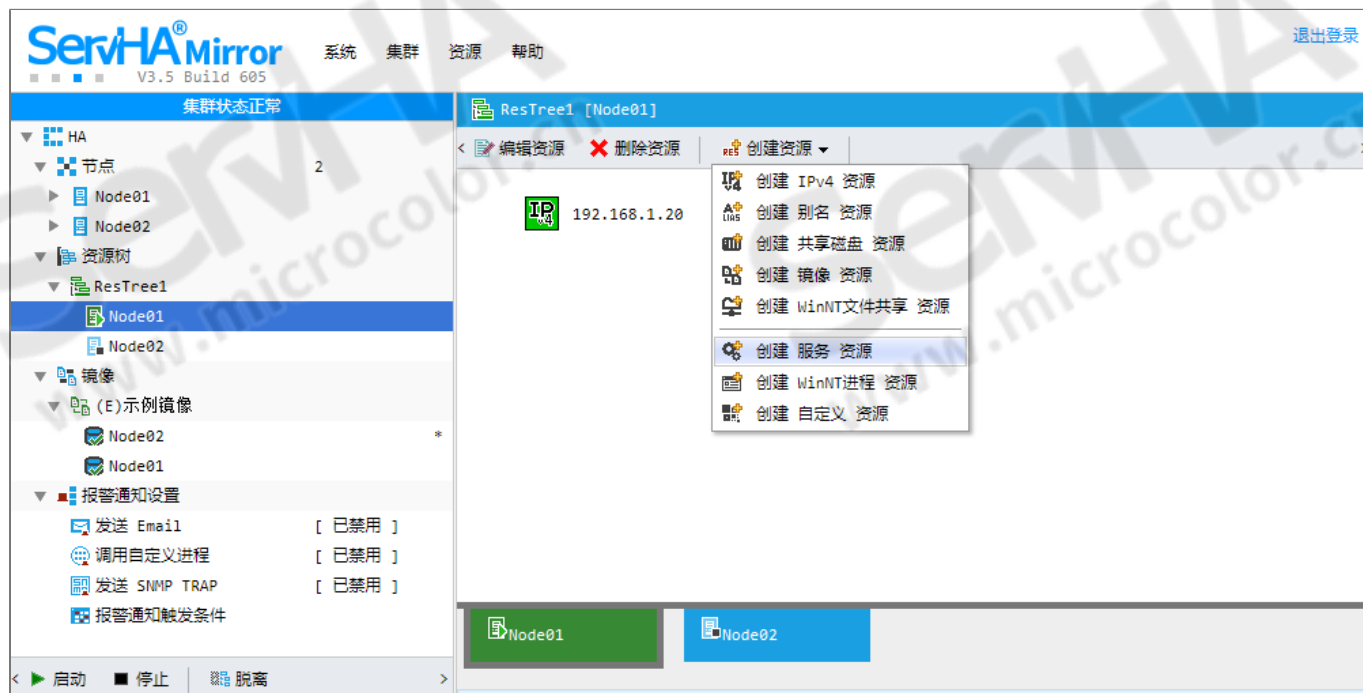 ServHA® Mirror
V3.5 Build 605
系统 集群 资源 帮助
退出登录
集群状态正常
HA
节点 2
Node01
Node02
资源树
ResTree1
Node01
Node02
镜像
(E)示例镜像
Node02 *
Node01
报警通知设置
发送 Email [ 已禁用 ]
调用自定义进程 [ 已禁用 ]
发送 SNMP TRAP [ 已禁用 ]
报警通知触发条件
< 启动 停止 脱离 >
ResTree1 [Node01]
< 编辑资源 删除资源 RES 创建资源
IPv4 192.168.1.20
IPv4 创建 IPv4 资源
ALIAS 创建 别名 资源
创建 共享磁盘 资源
创建 镜像 资源
创建 WinNT文件共享 资源
创建 服务 资源
创建 WinNT进程 资源
创建 自定义 资源
Node01
Node02
ServHA
www.microcolor.cn